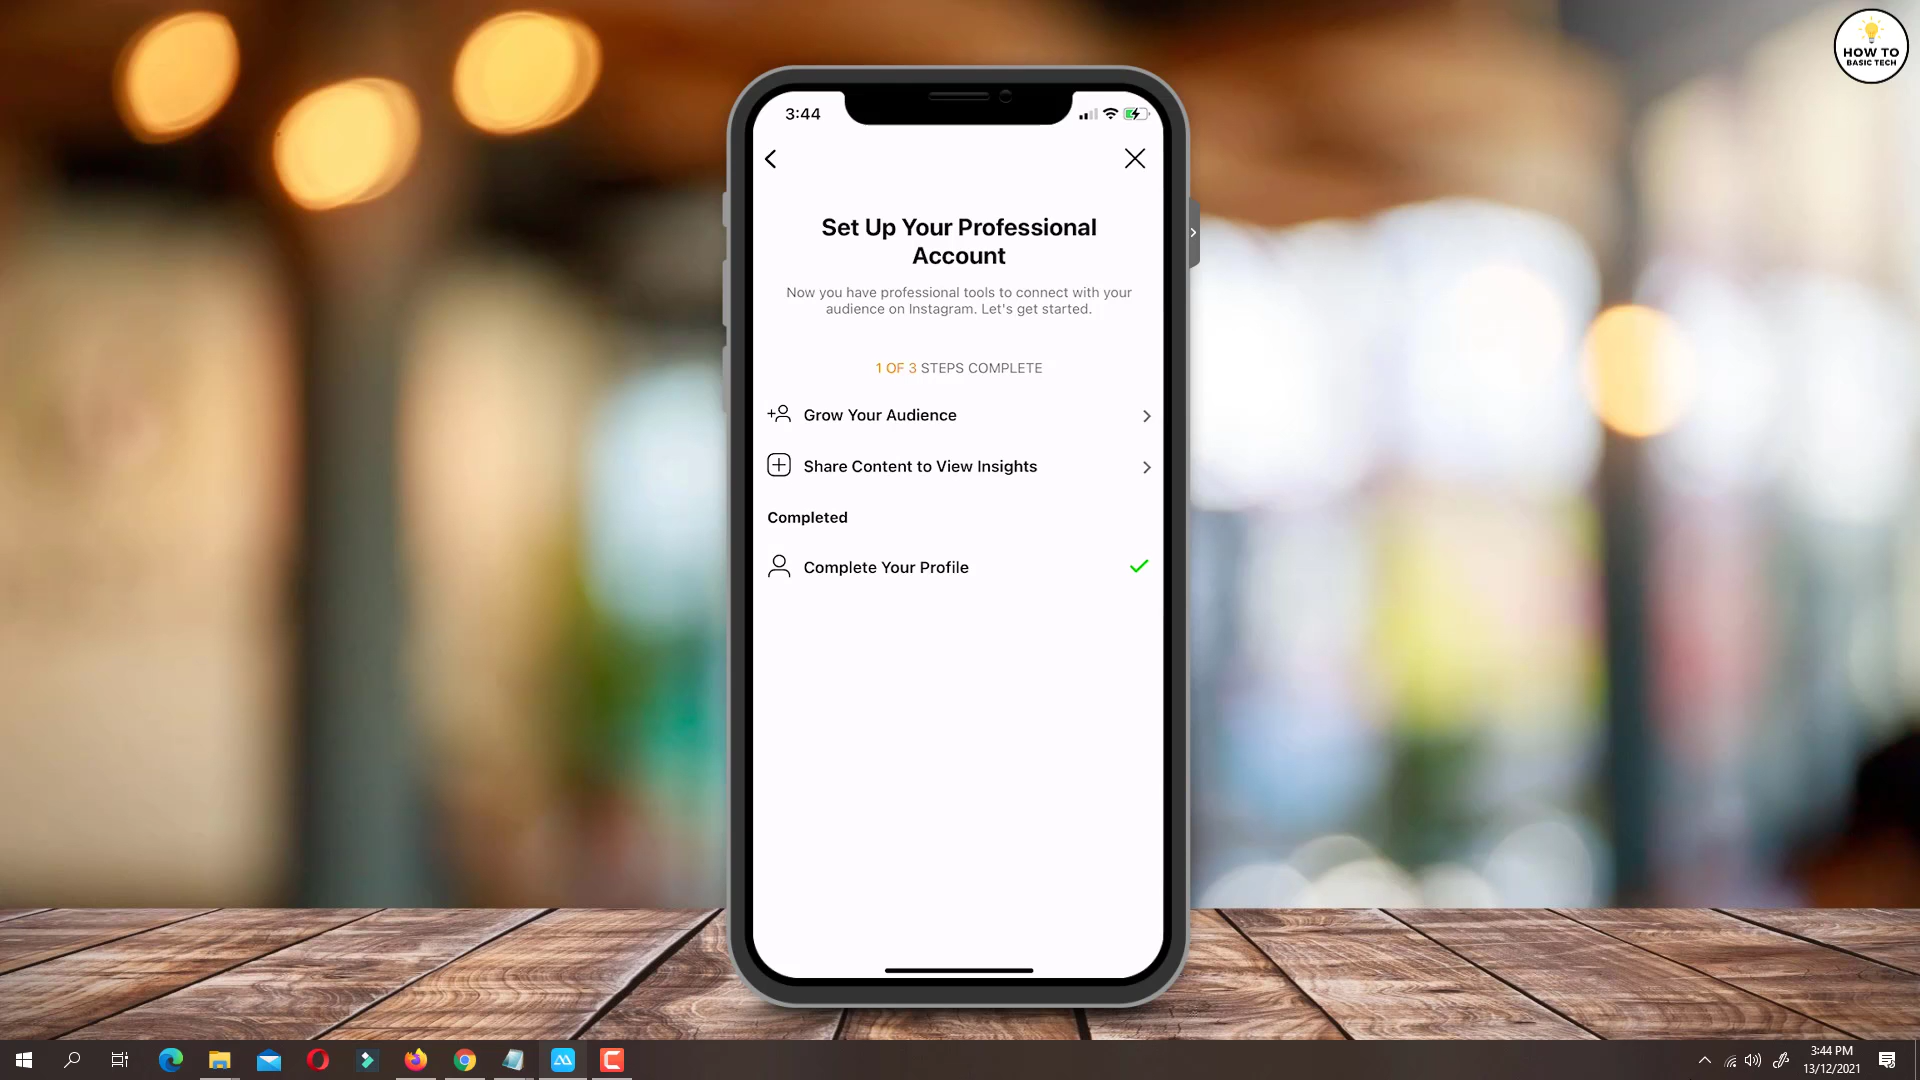 HOW TO
BASIC TECH
3:44
Set Up Your Professional
Account
Now you have professional tools to connect with your
audience on Instagram. Let's get started.
1 OF 3 STEPS COMPLETE
Grow Your Audience
Share Content to View Insights
Completed
Complete Your Profile
3:44 PM
13/12/2021